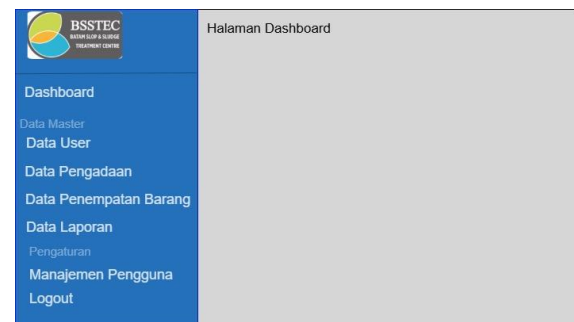 BSSTEC
BATAM SLOP & SLUDGE
TREATMENT CENTRE
Halaman Dashboard
Dashboard
Data Master
Data User
Data Pengadaan
Data Penempatan Barang
Data Laporan
Pengaturan
Manajemen Pengguna
Logout